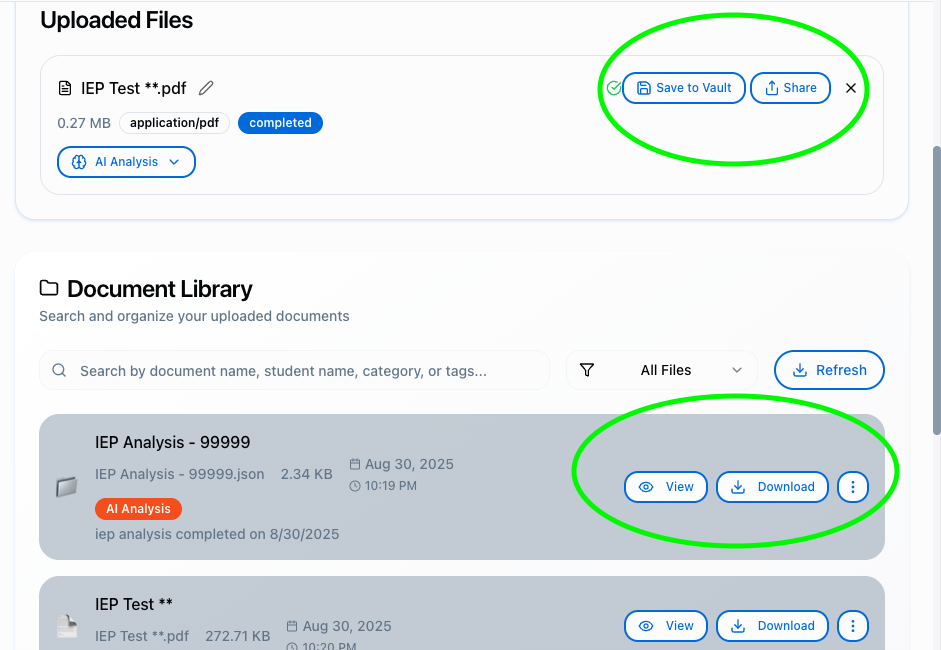 Uploaded Files
IEP Test **.pdf
Save to Vault
Share
0.27 MB application/pdf completed
AI Analysis
Document Library
Search and organize your uploaded documents
Search by document name, student name, category, or tags...
All Files
Refresh
IEP Analysis - 99999
IEP Analysis - 99999.json 2.34 KB
Aug 30, 2025
10:19 PM
AI Analysis
iep analysis completed on 8/30/2025
View
Download
IEP Test **
IEP Test **.pdf 272.71 KB
Aug 30, 2025
10:20 PM
View
Download